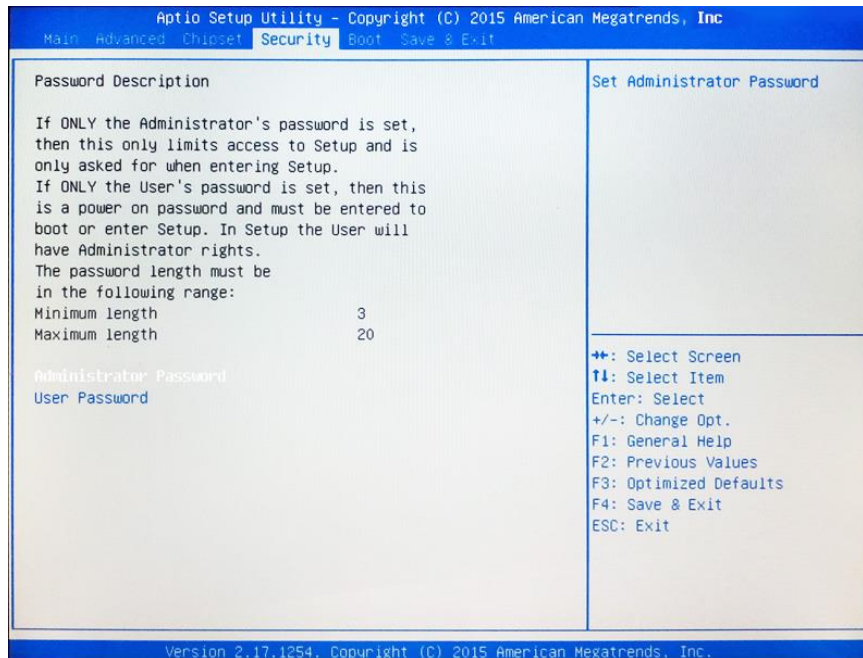 Aptio Setup Utility - Copyright (C) 2015 American Megatrends, Inc
Main Advanced Chipset Security Boot Save & Exit
Password Description
If ONLY the Administrator's password is set,
then this only limits access to Setup and is
only asked for when entering Setup.
If ONLY the User's password is set, then this
is a power on password and must be entered to
boot or enter Setup. In Setup the User will
have Administrator rights.
The password length must be
in the following range:
Minimum length 3
Maximum length 20
Administrator Password
User Password
Set Administrator Password
→←: Select Screen
↑↓: Select Item
Enter: Select
+/-: Change Opt.
F1: General Help
F2: Previous Values
F3: Optimized Defaults
F4: Save & Exit
ESC: Exit
Version 2.17.1254. Copyright (C) 2015 American Megatrends, Inc.